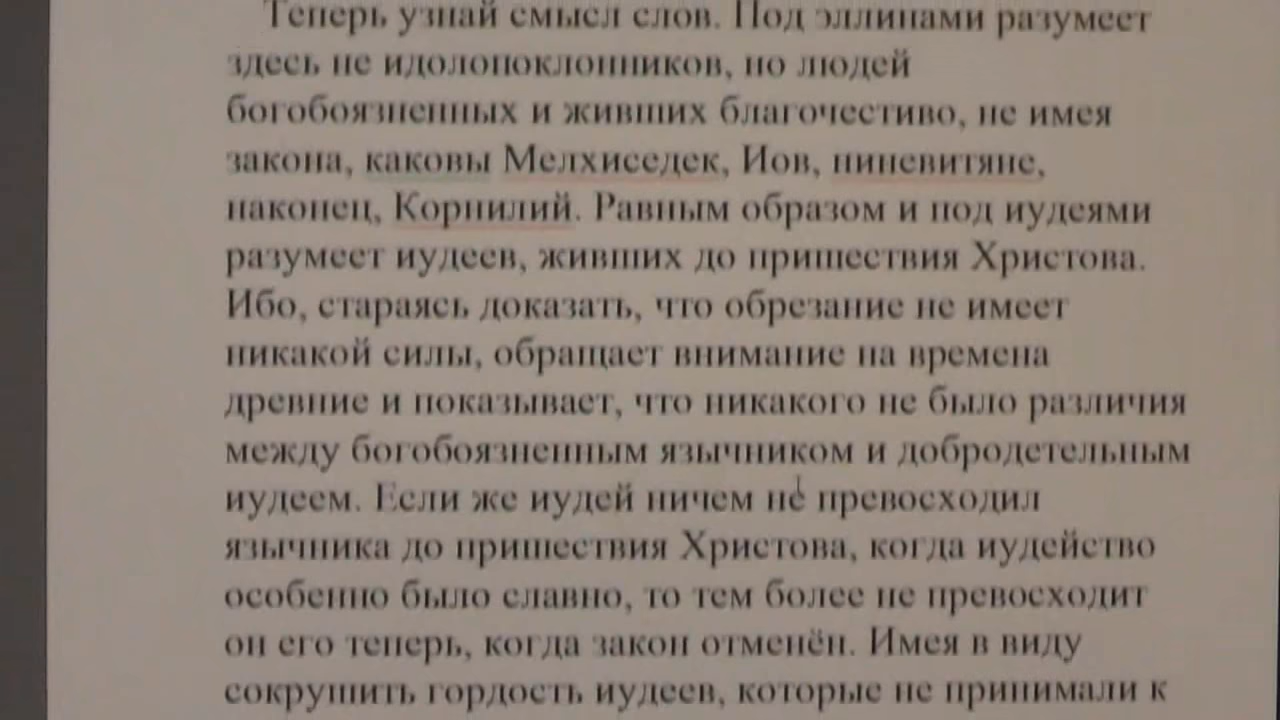 Теперь узнай смысл слов. Под эллинами разумеет
здесь не идолопоклонников, но людей
богобоязненных и живших благочестиво, не имея
закона, каковы Мелхиседек, Иов, ниневитяне,
наконец, Корнилий. Равным образом и под иудеями
разумеет иудеев, живших до пришествия Христова.
Ибо, стараясь доказать, что обрезание не имеет
никакой силы, обращает внимание на времена
древние и показывает, что никакого не было различия
между богобоязненным язычником и добродетельным
иудеем. Если же иудей ничем не превосходил
язычника до пришествия Христова, когда иудейство
особенно было славно, то тем более не превосходит
он его теперь, когда закон отменён. Имея в виду
сокрушить гордость иудеев, которые не принимали к